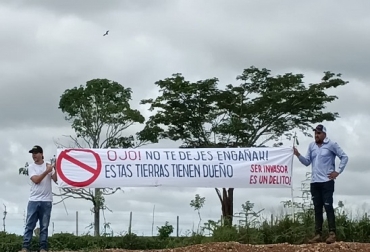 OJO! NO TE DEJES ENGAÑAR!!
ESTAS TIERRAS TIENEN DUEÑO
SER INVASOR
ES UN DELITO!